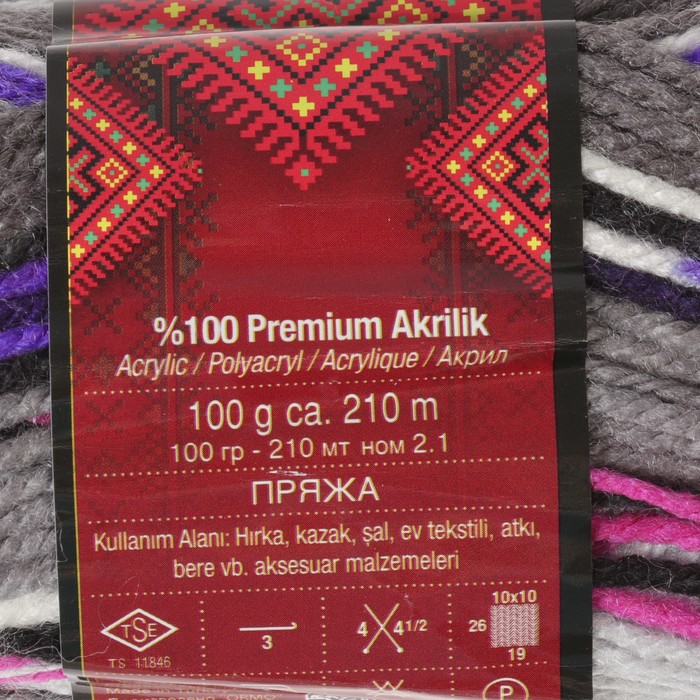 %100 Premium Akrilik
Acrylic / Polyacryl / Acrylique / Акрил
100 g ca. 210 m
100 гр - 210 мт ном 2.1
ПРЯЖА
Kullanım Alanı: Hırka, kazak, şal, ev tekstili, atkı,
bere vb. aksesuar malzemeleri
TSE
TS 11846
3
4 4 1/2
10x10
26
19
P